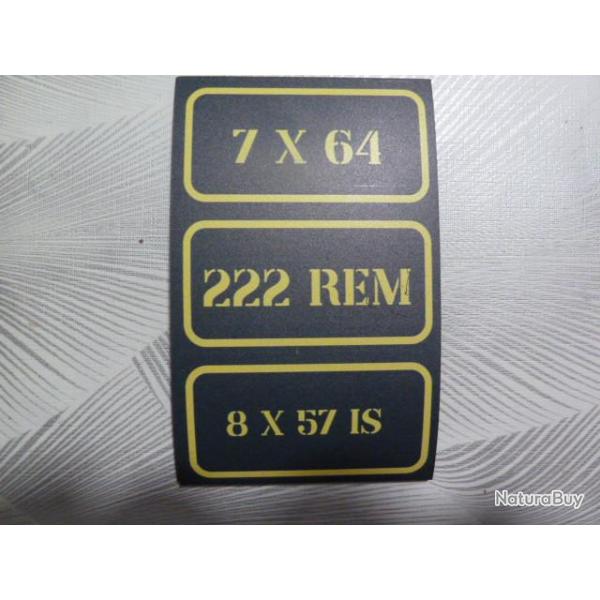 7 X 64
222 REM
8 X 57 IS
NaturaBuy